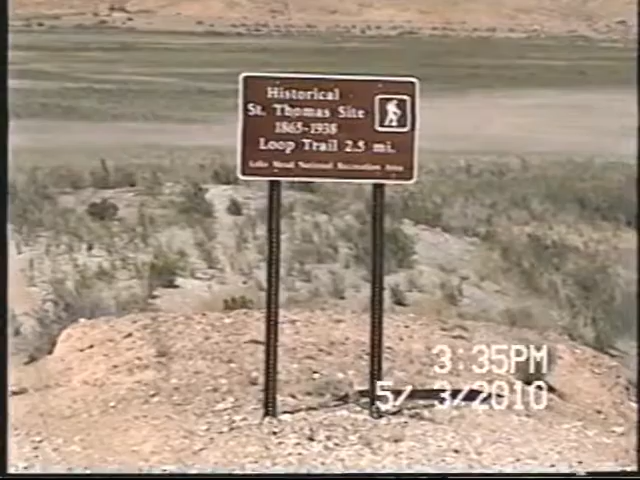 Historical
St. Thomas Site
1865-1938
Loop Trail 2.5 mi.
Lake Mead National Recreation Area
3:35PM
5/ 3/2010